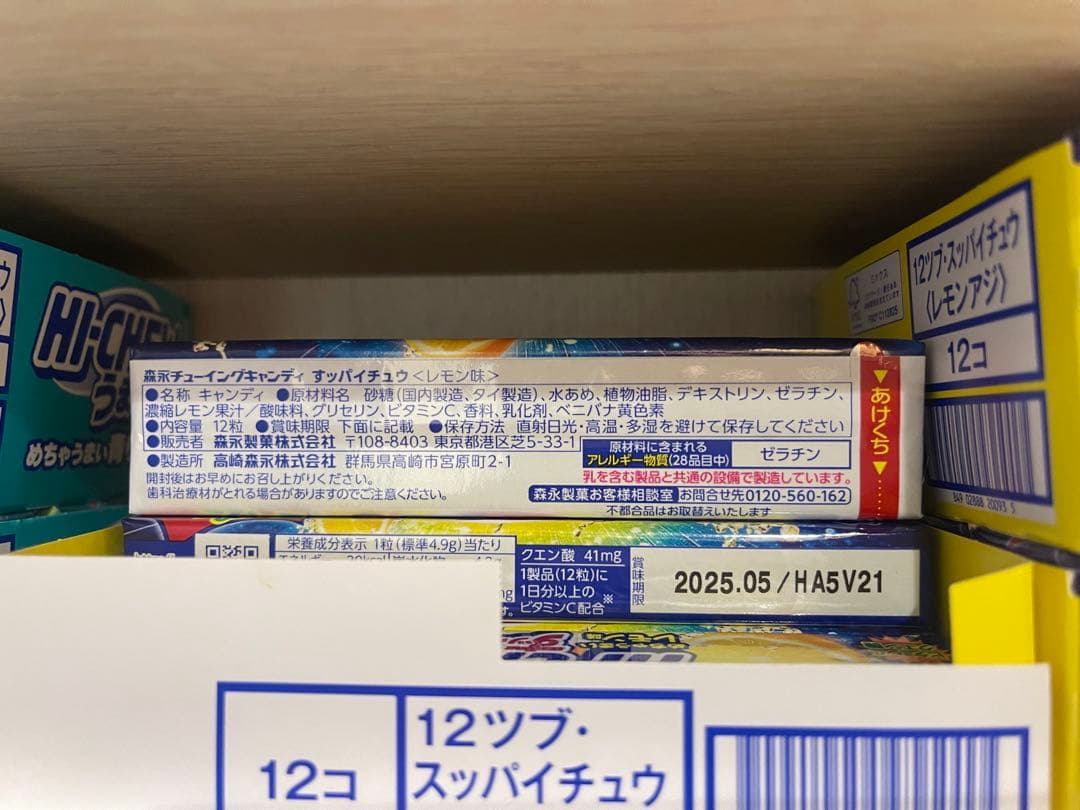 HI-CHEW
めちゃうまい
ミックス
12ツブ・スッパイチュウ
〈レモンアジ〉
12コ
849 02888 20093 5
森永チューイングキャンディ すッパイチュウ<レモン味>
●名称 キャンディ ●原材料名 砂糖(国内製造、タイ製造)、水あめ、植物油脂、デキストリン、ゼラチン、
濃縮レモン果汁/酸味料、グリセリン、ビタミンC、香料、乳化剤、ベニバナ黄色素
●内容量 12粒 ●賞味期限 下面に記載 ●保存方法 直射日光・高温・多湿を避けて保存してください
●販売者 森永製菓株式会社 〒108-8403 東京都港区芝5-33-1
●製造所 高崎森永株式会社 群馬県高崎市宮原町2-1
開封後はお早めにお召し上がりください。
歯科治療材がとれる場合がありますのでご注意ください。
原材料に含まれる
アレルギー物質(28品目中)
ゼラチン
乳を含む製品と共通の設備で製造しています。
森永製菓お客様相談室 お問合せ先0120-560-162
不都合品はお取替えいたします
▼あけくち▼
栄養成分表示 1粒(標準4.9g)当たり
クエン酸 41mg
1製品(12粒)に
1日分以上の※
ビタミンC配合
賞味期限
2025.05/HA5V21
12コ
12ツブ・
スッパイチュウ